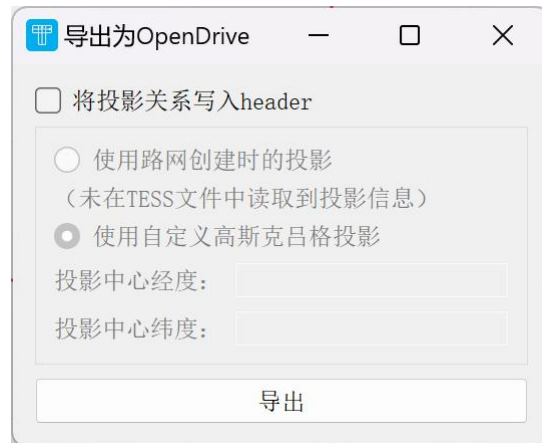 导出为OpenDrive
将投影关系写入header
使用路网创建时的投影
（未在TESS文件中读取到投影信息）
使用自定义高斯克吕格投影
投影中心经度：
投影中心纬度：
导出